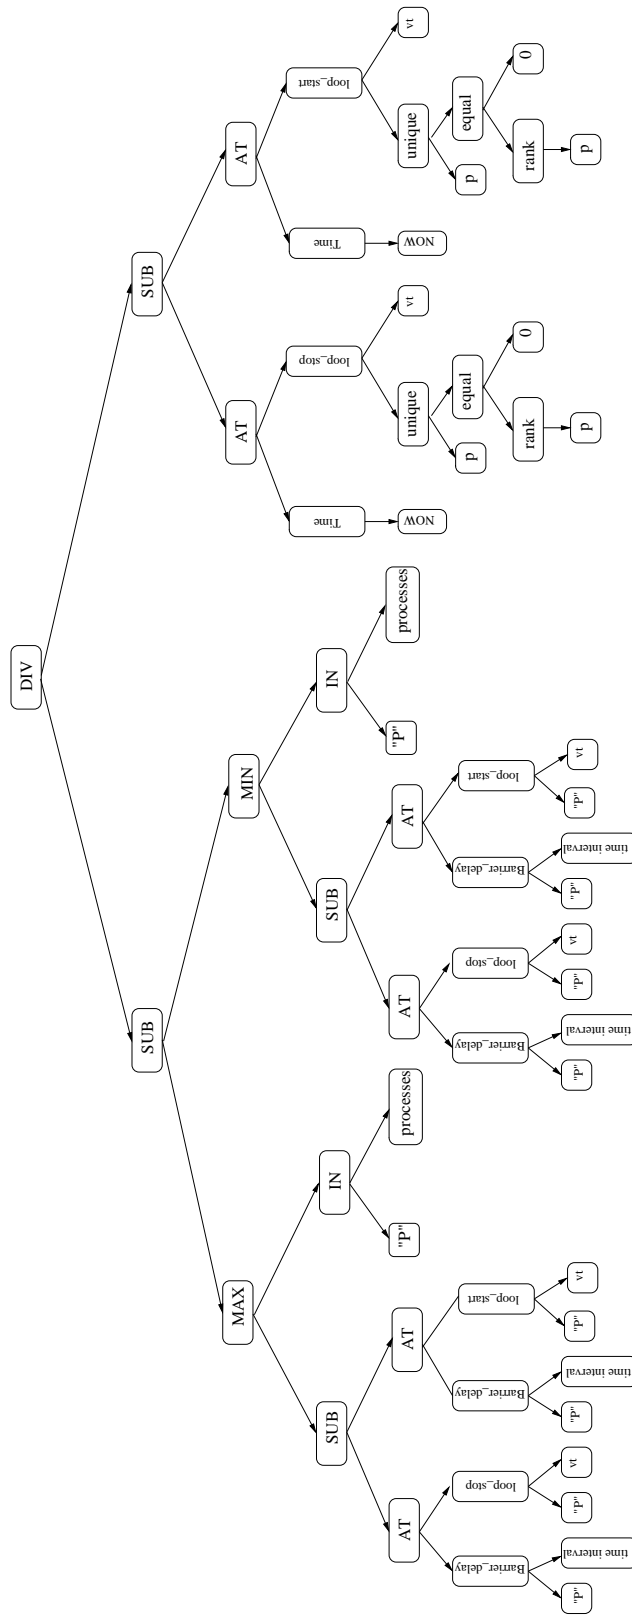 DIV
SUB
SUB
MAX
MIN
AT
AT
SUB
IN
SUB
IN
Time
loop_stop
Time
loop_start
AT
AT
"P"
processes
AT
AT
"P"
processes
NOW
unique
vt
NOW
unique
vt
Barrier_delay
loop_stop
Barrier_delay
loop_start
Barrier_delay
loop_stop
Barrier_delay
loop_start
p
equal
p
equal
"P"
time interval
"P"
vt
"P"
time interval
"P"
vt
"P"
time interval
"P"
vt
"P"
time interval
"P"
vt
rank
0
rank
0
p
p